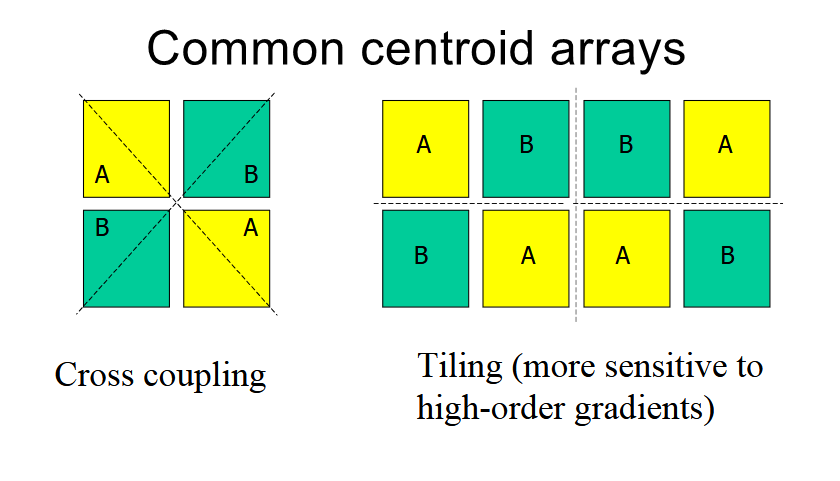 Common centroid arrays
A B
B A
A B B A
B A A B
Cross coupling
Tiling (more sensitive to
high-order gradients)